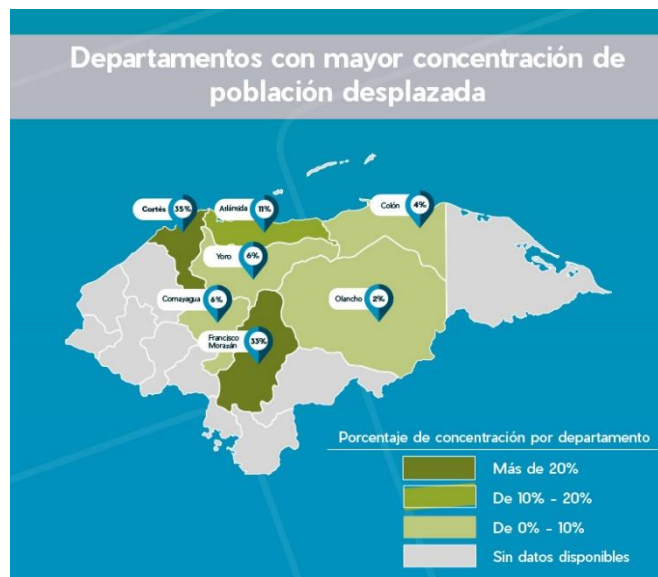 Departamentos con mayor concentración de
población desplazada
Cortés 35%
Atlántida 11%
Colón 4%
Yoro 6%
Comayagua 6%
Olancho 2%
Francisco
Morazán 33%
Porcentaje de concentración por departamento
Más de 20%
De 10% - 20%
De 0% - 10%
Sin datos disponibles